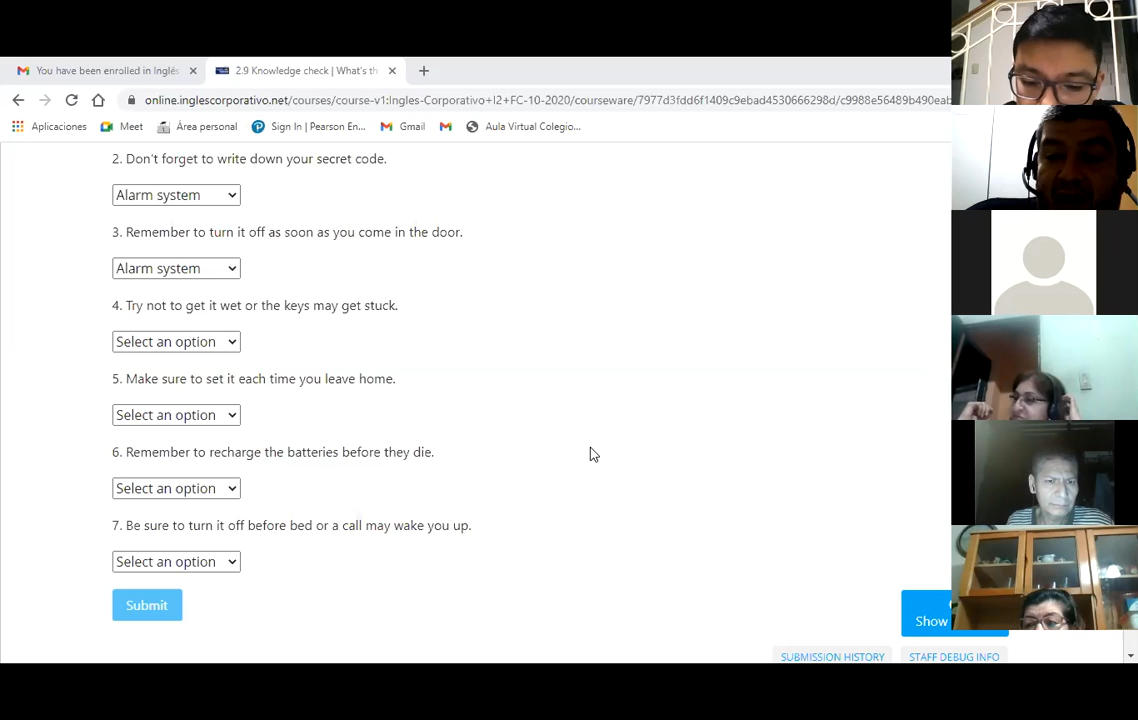 You have been enrolled in Inglés
2.9 Knowledge check | What's th
online.inglescorporativo.net/courses/course-v1:Ingles-Corporativo+I2+FC-10-2020/courseware/7977d3fdd6f1409c9ebad4530666298d/c9988e56489b490eab
Aplicaciones Meet Área personal Sign In | Pearson En... Gmail Aula Virtual Colegio...
2. Don't forget to write down your secret code.
Alarm system
3. Remember to turn it off as soon as you come in the door.
Alarm system
4. Try not to get it wet or the keys may get stuck.
Select an option
5. Make sure to set it each time you leave home.
Select an option
6. Remember to recharge the batteries before they die.
Select an option
7. Be sure to turn it off before bed or a call may wake you up.
Select an option
Submit
Show
SUBMISSION HISTORY STAFF DEBUG INFO